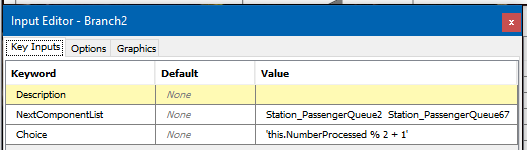 Input Editor - Branch2
x
Key Inputs Options Graphics
Keyword Default Value
Description None
NextComponentList None Station_PassengerQueue2 Station_PassengerQueue67
Choice None 'this.NumberProcessed % 2 + 1'